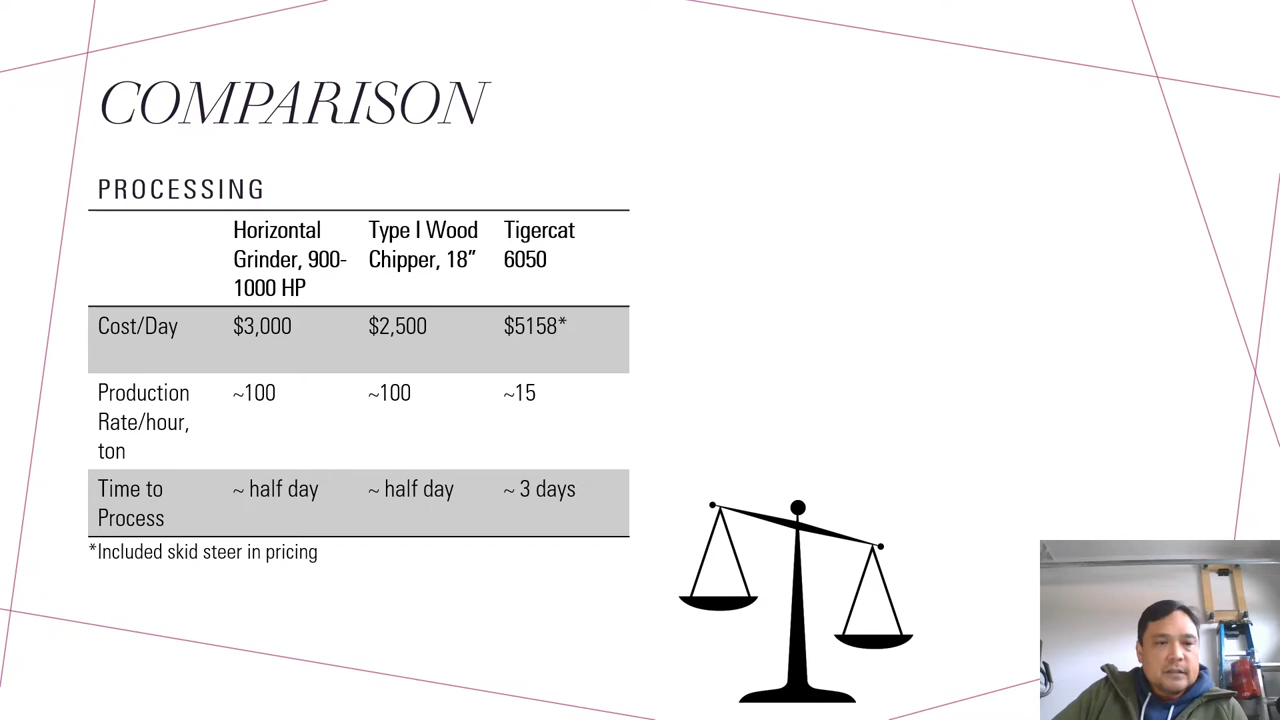 COMPARISON
PROCESSING
Horizontal Grinder, 900-1000 HP
Type I Wood Chipper, 18”
Tigercat 6050
Cost/Day $3,000 $2,500 $5158*
Production Rate/hour, ton ~100 ~100 ~15
Time to Process ~ half day ~ half day ~ 3 days
*Included skid steer in pricing